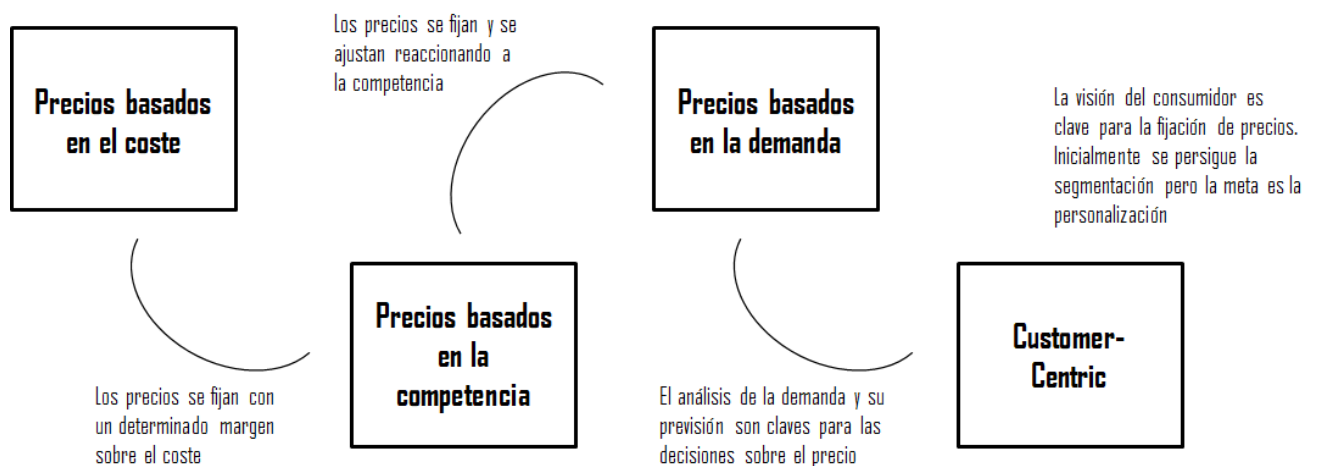 Precios basados
en el coste
Los precios se fijan con
un determinado margen
sobre el coste
Precios basados
en la
competencia
Los precios se fijan y se
ajustan reaccionando a
la competencia
Precios basados
en la demanda
El análisis de la demanda y su
previsión son claves para las
decisiones sobre el precio
Customer-
Centric
La visión del consumidor es
clave para la fijación de precios.
Inicialmente se persigue la
segmentación pero la meta es la
personalización